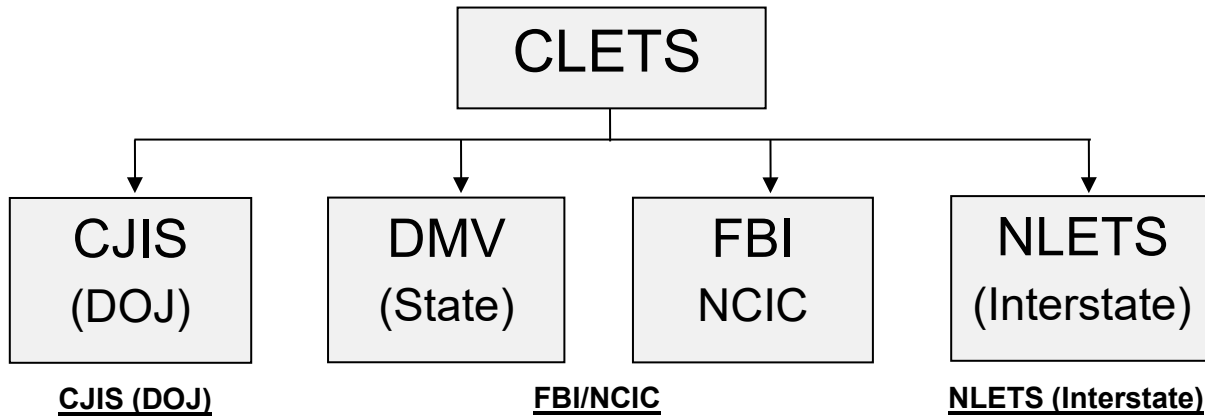 CLETS
CJIS
(DOJ)
DMV
(State)
FBI
NCIC
NLETS
(Interstate)
CJIS (DOJ)
FBI/NCIC
NLETS (Interstate)